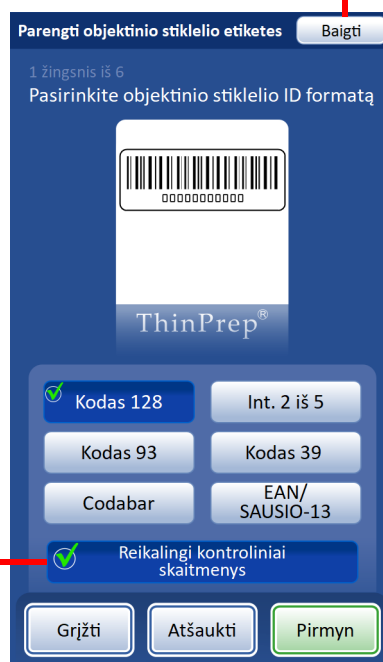 Parengti objektinio stiklelio etiketes
Baigti
1 žingsnis iš 6
Pasirinkite objektinio stiklelio ID formatą
00000000000
ThinPrep®
Kodas 128
Int. 2 iš 5
Kodas 93
Kodas 39
Codabar
EAN/
SAUSIO-13
Reikalingi kontroliniai
skaitmenys
Grįžti
Atšaukti
Pirmyn